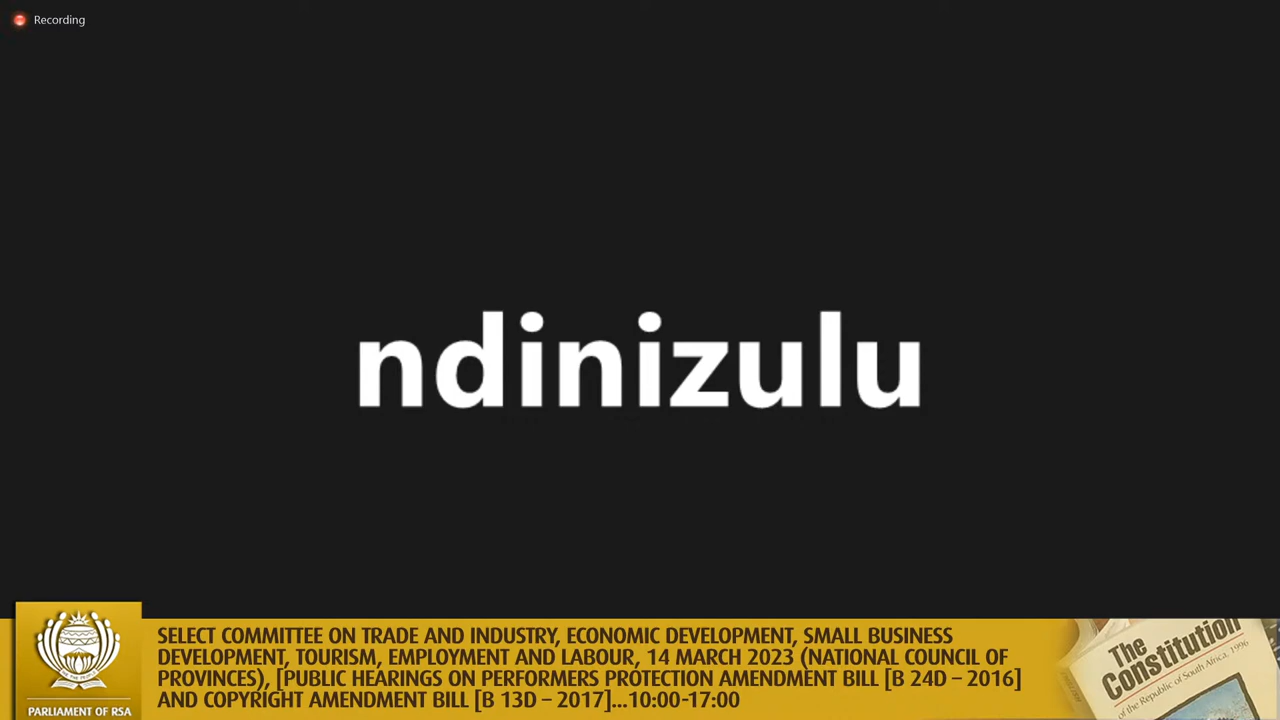 Recording
ndinizulu
SELECT COMMITTEE ON TRADE AND INDUSTRY, ECONOMIC DEVELOPMENT, SMALL BUSINESS
DEVELOPMENT, TOURISM, EMPLOYMENT AND LABOUR, 14 MARCH 2023 (NATIONAL COUNCIL OF
PROVINCES), [PUBLIC HEARINGS ON PERFORMERS PROTECTION AMENDMENT BILL [B 24D – 2016]
AND COPYRIGHT AMENDMENT BILL [B 13D – 2017]...10:00-17:00
PARLIAMENT OF RSA
The
Constitution
of the Republic of South Africa, 1996